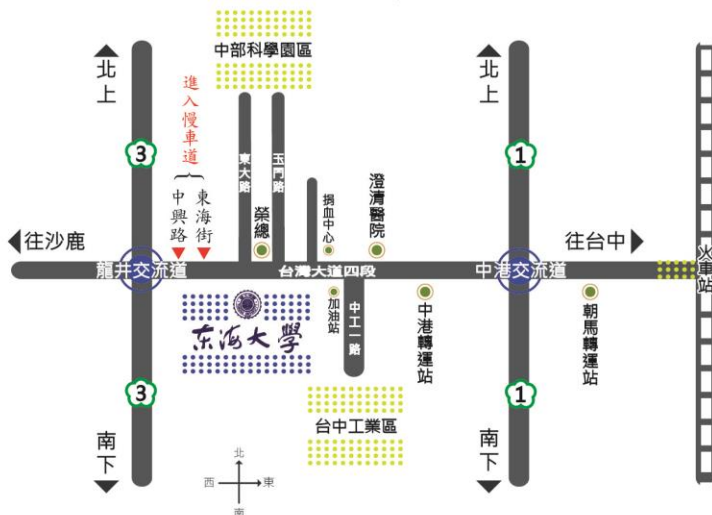 中部科學園區
北上
北上
進入慢車道
3
1
東大路
玉門路
中興路
東海街
榮總
捐血中心
澄清醫院
往沙鹿
往台中
龍井交流道
台灣大道四段
中港交流道
火車站
东海大學
加油站
中工一路
中港轉運站
朝馬轉運站
3
1
台中工業區
南下
南下
北
西
東
南